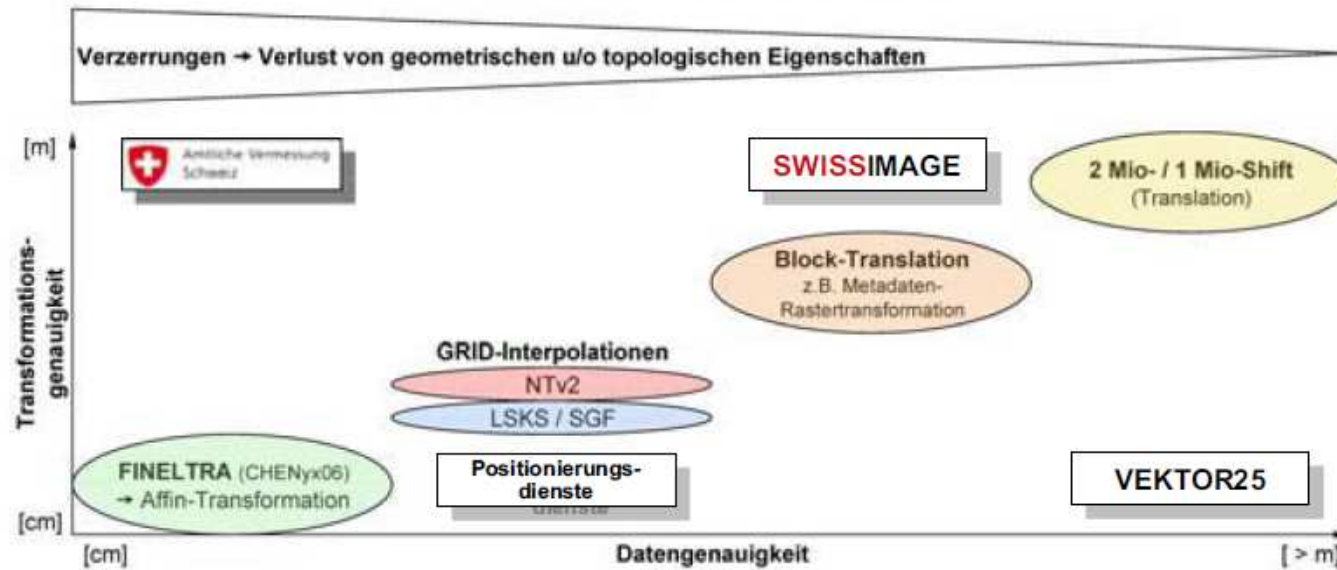 Verzerrungen → Verlust von geometrischen u/o topologischen Eigenschaften
[m]
Amtliche Vermessung
Schweiz
SWISSIMAGE
2 Mio- / 1 Mio-Shift
(Translation)
Transformations-
genauigkeit
Block-Translation
z.B. Metadaten-
Rastertransformation
GRID-Interpolationen
NTv2
LSKS / SGF
FINELTRA (CHENyx06)
→ Affin-Transformation
Positionierungs-
dienste
dienste
VEKTOR25
[cm]
[cm]
Datengenauigkeit
[ > m]